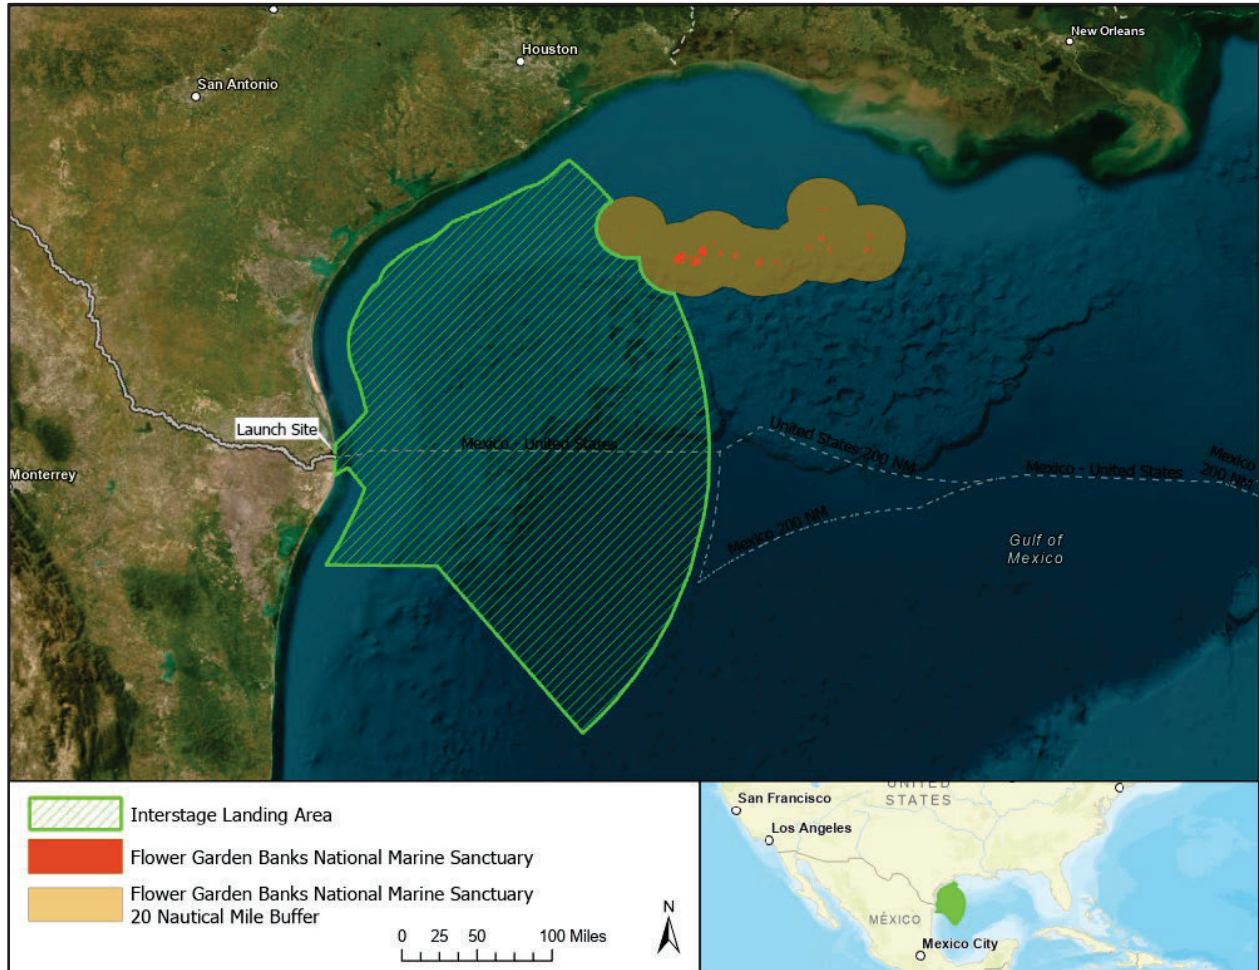 Houston
New Orleans
San Antonio
Launch Site
Mexico - United States
United States 200 NM
Mexico - United States
Mexico
200 NM
Monterrey
Mexico 200 NM
Gulf of
Mexico
Interstage Landing Area
Flower Garden Banks National Marine Sanctuary
Flower Garden Banks National Marine Sanctuary
20 Nautical Mile Buffer
0 25 50 100 Miles
N
UNITED
STATES
San Francisco
Los Angeles
MÉXICO
Mexico City